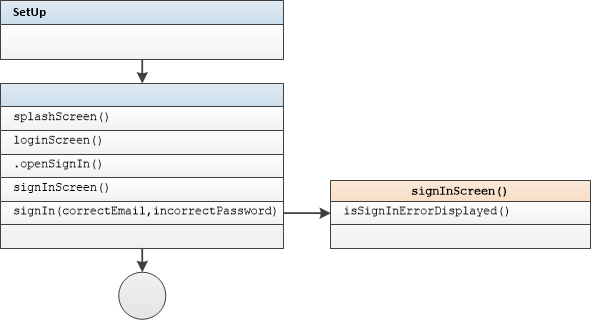 SetUp
splashScreen()
loginScreen()
.openSignIn()
signInScreen()
signIn(correctEmail,incorrectPassword)
signInScreen()
isSignInErrorDisplayed()